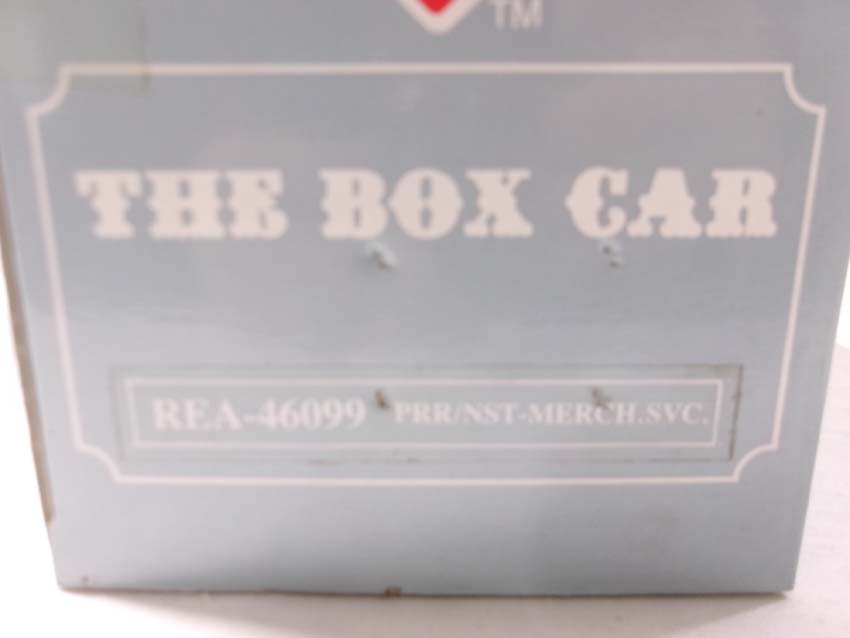 TM
THE BOX CAR
REA-46099 PRR/NST-MERCH.SVC.